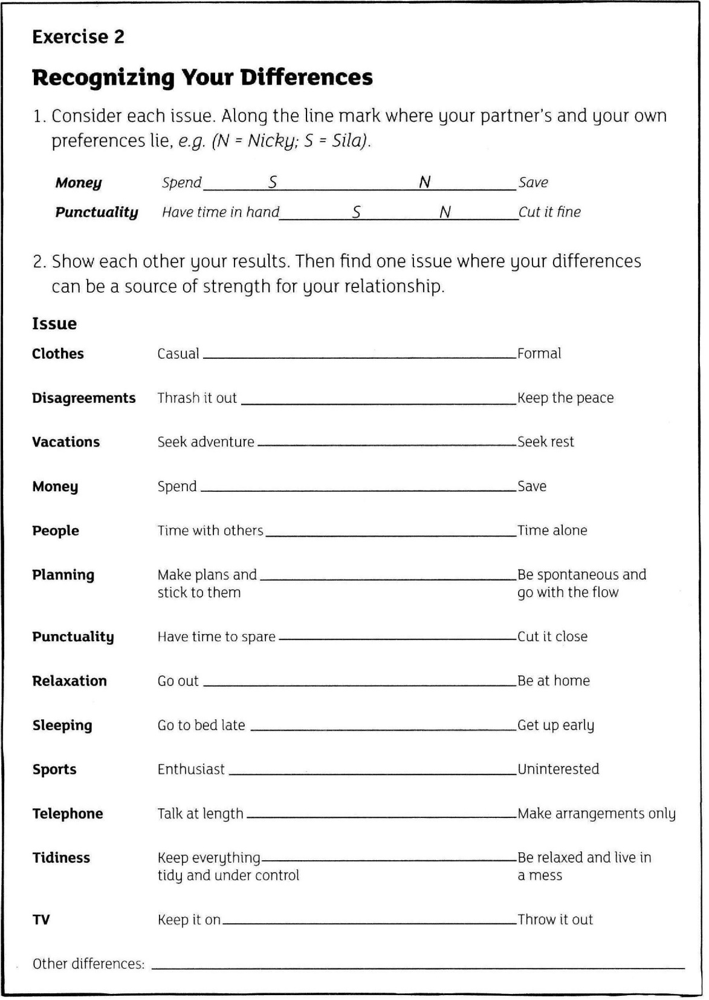 Exercise 2
Recognizing Your Differences
1. Consider each issue. Along the line mark where your partner's and your own
preferences lie, e.g. (N = Nicky; S = Sila).
Money Spend S N Save
Punctuality Have time in hand S N Cut it fine
2. Show each other your results. Then find one issue where your differences
can be a source of strength for your relationship.
Issue
Clothes Casual Formal
Disagreements Thrash it out Keep the peace
Vacations Seek adventure Seek rest
Money Spend Save
People Time with others Time alone
Planning Make plans and Be spontaneous and
stick to them go with the flow
Punctuality Have time to spare Cut it close
Relaxation Go out Be at home
Sleeping Go to bed late Get up early
Sports Enthusiast Uninterested
Telephone Talk at length Make arrangements only
Tidiness Keep everything Be relaxed and live in
tidy and under control a mess
TV Keep it on Throw it out
Other differences: